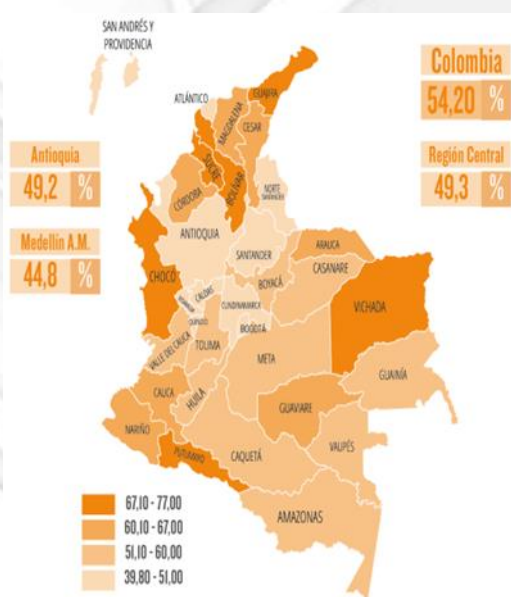 SAN ANDRÉS Y
PROVIDENCIA
Colombia
54,20 %
ATLÁNTICO
GUAJIRA
MAGDALENA
CESAR
Antioquia
49,2 %
Región Central
49,3 %
SUCRE
BOLÍVAR
CÓRDOBA
NORTE
SANTANDER
Medellín A.M.
44,8 %
ANTIOQUIA
SANTANDER
ARAUCA
CHOCÓ
BOYACÁ
CASANARE
CALDAS
CUNDINAMARCA
VICHADA
RISARALDA
QUINDÍO
BOGOTÁ
VALLE DEL CAUCA
TOLIMA
META
GUAINÍA
CAUCA
HUILA
GUAVIARE
NARIÑO
VAUPÉS
PUTUMAYO
CAQUETÁ
67,10 - 77,00
60,10 - 67,00
51,10 - 60,00
39,80 - 51,00
AMAZONAS